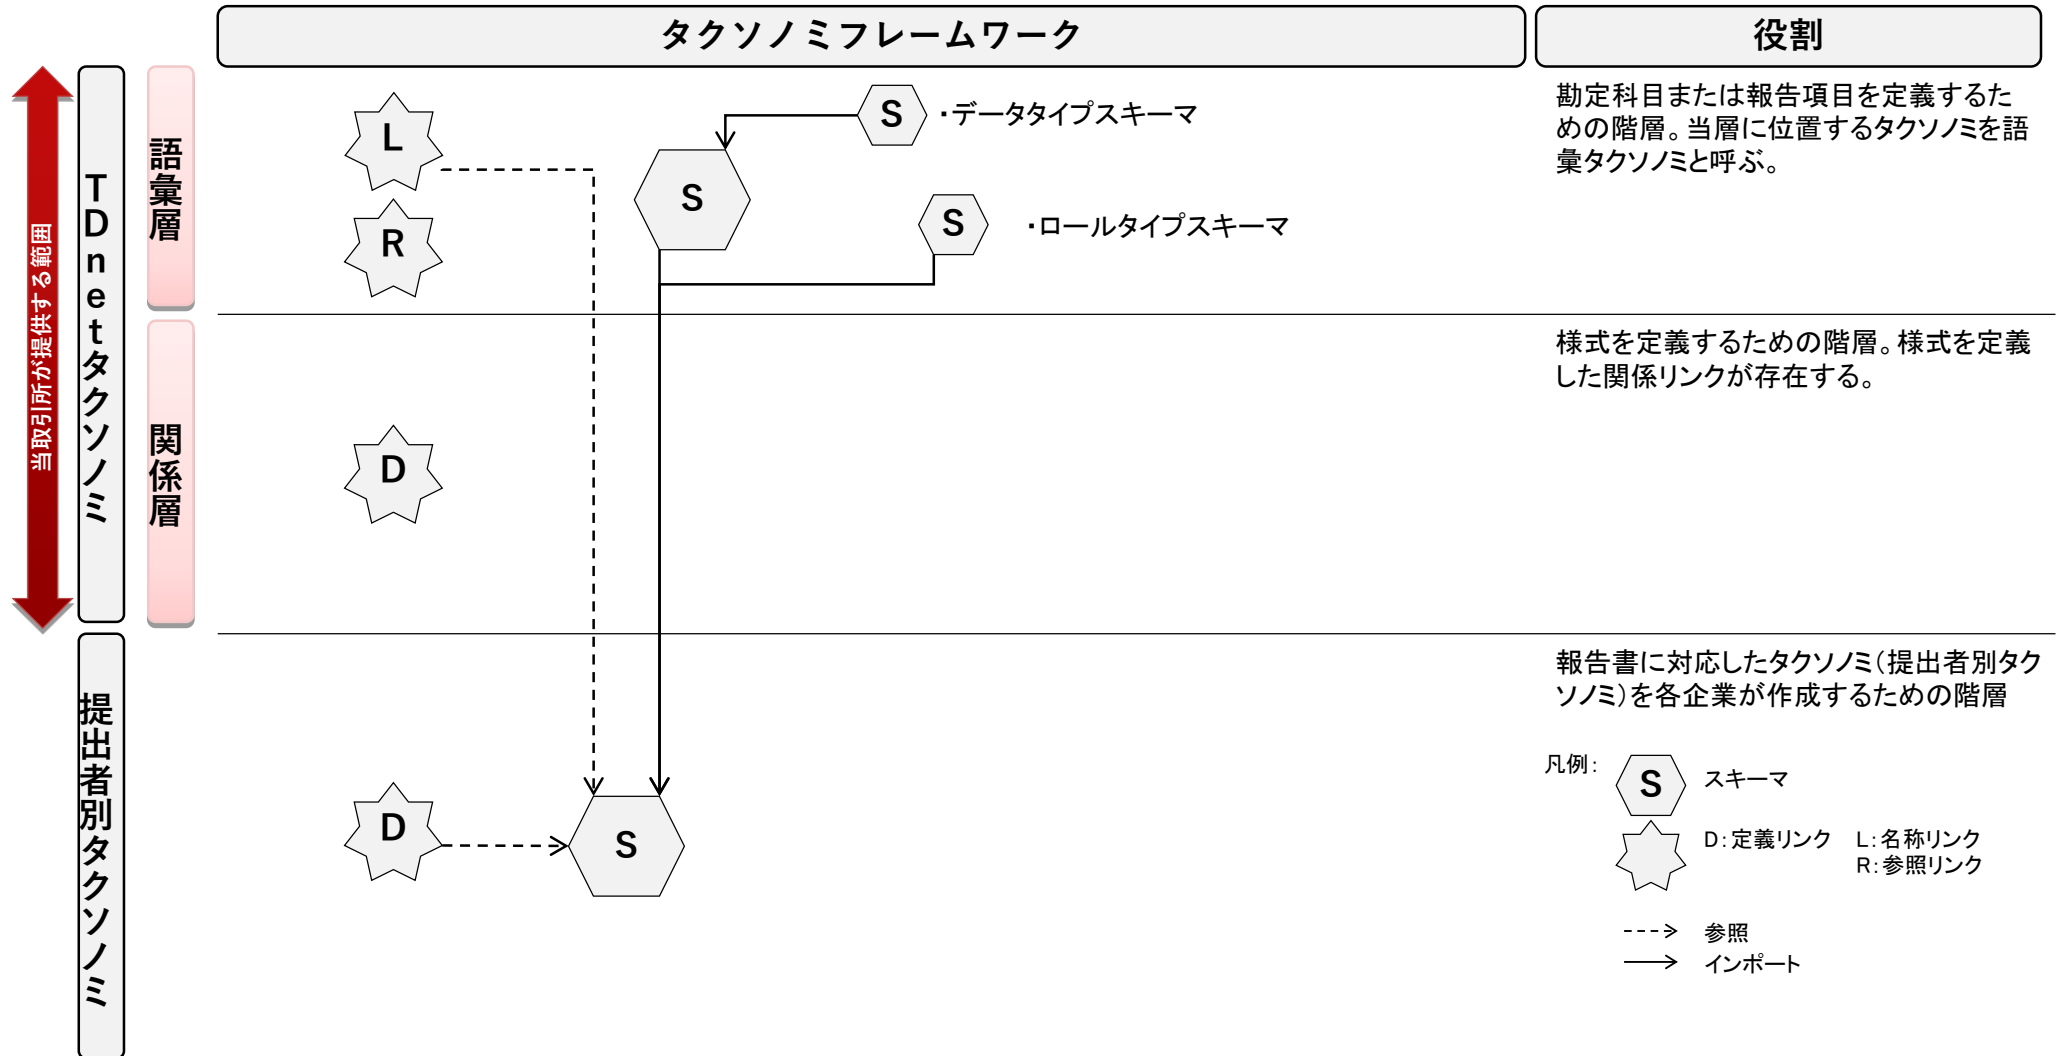 タクソノミフレームワーク
役割
当取引所が提供する範囲
TDnetタクソノミ
語彙層
L
R
S
S
・データタイプスキーマ
S
・ロールタイプスキーマ
勘定科目または報告項目を定義するた
めの階層。当層に位置するタクソノミを語
彙タクソノミと呼ぶ。
関係層
D
様式を定義するための階層。様式を定義
した関係リンクが存在する。
提出者別タクソノミ
D
S
報告書に対応したタクソノミ（提出者別タク
ソノミ）を各企業が作成するための階層
凡例：
S
スキーマ
D：定義リンク
L：名称リンク
R：参照リンク
参照
インポート